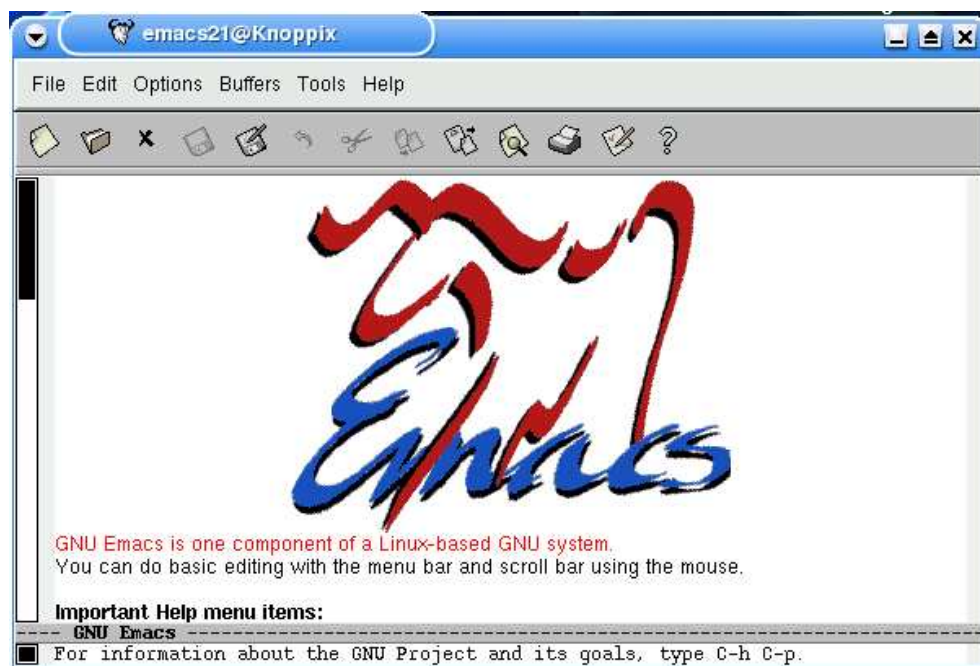 emacs21@Knoppix
File Edit Options Buffers Tools Help
Emacs
GNU Emacs is one component of a Linux-based GNU system.
You can do basic editing with the menu bar and scroll bar using the mouse.
Important Help menu items:
---- GNU Emacs ----
For information about the GNU Project and its goals, type C-h C-p.